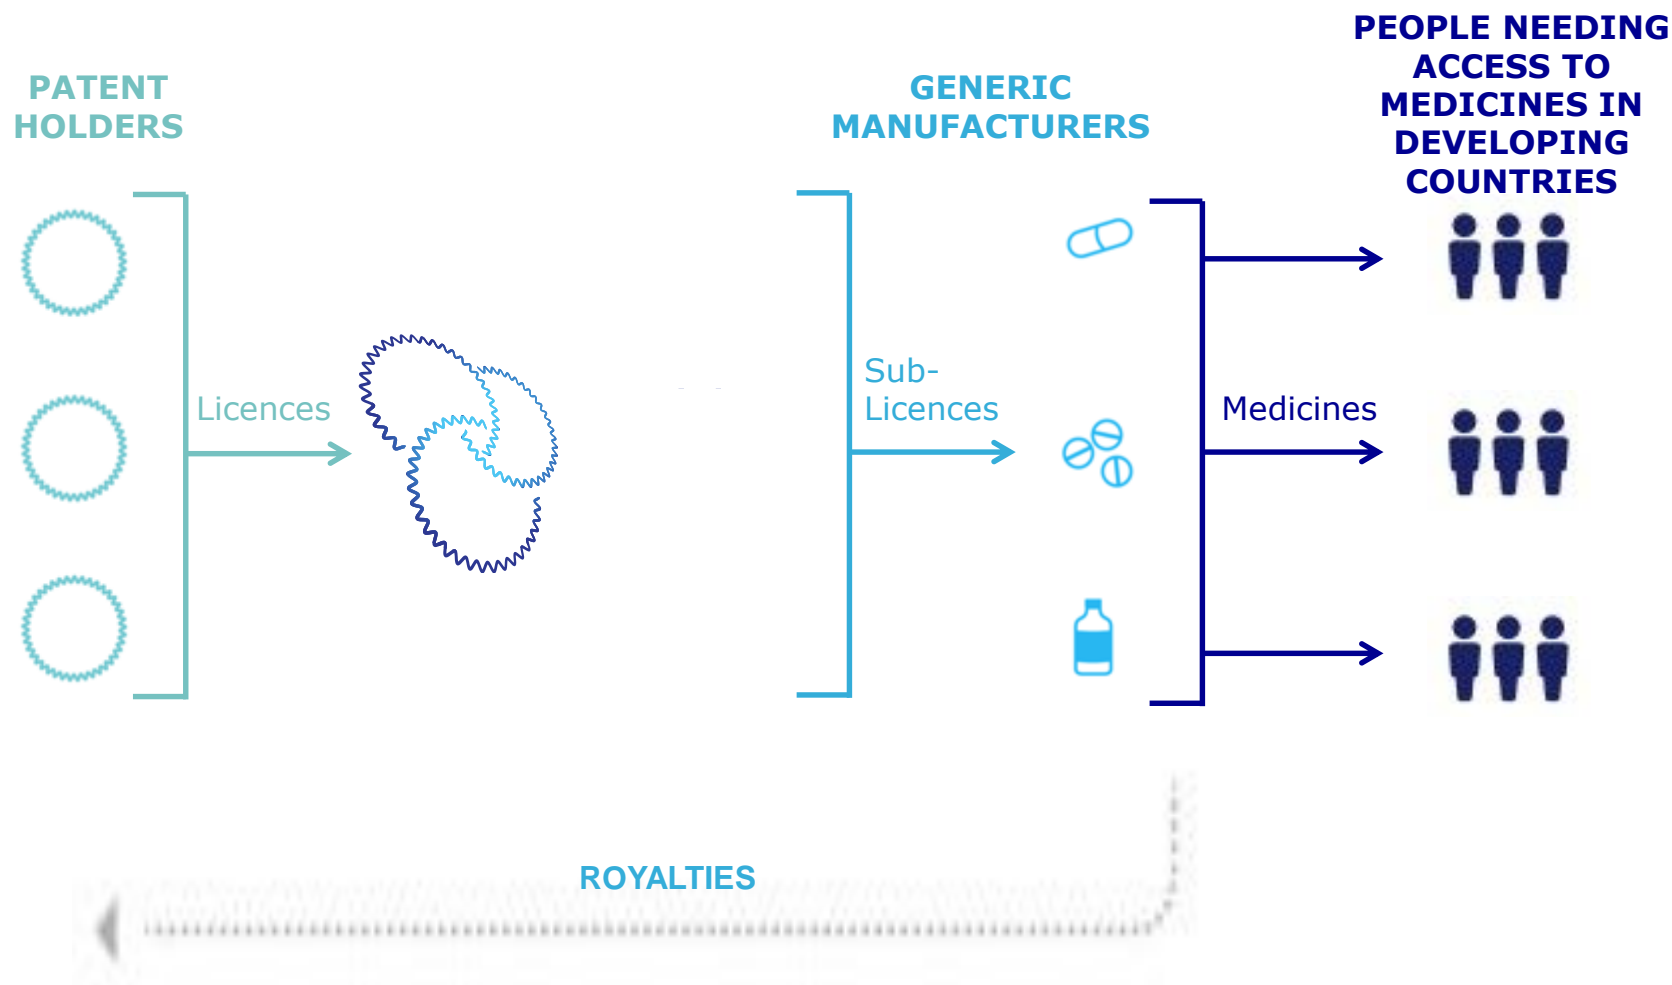 PATENT
HOLDERS
GENERIC
MANUFACTURERS
PEOPLE NEEDING
ACCESS TO
MEDICINES IN
DEVELOPING
COUNTRIES
Licences
Sub-
Licences
Medicines
ROYALTIES